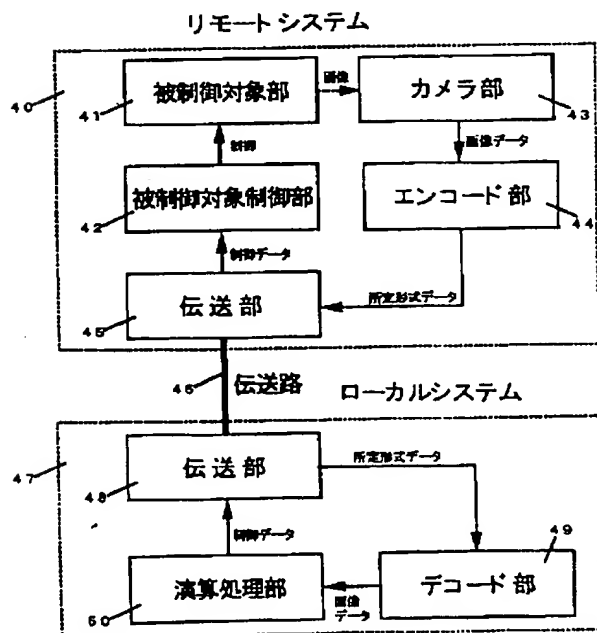 リモートシステム
40
41
被制御対象部
画像
カメラ部
43
制御
画像データ
42
被制御対象制御部
エンコード部
44
制御データ
所定形式データ
45
伝送部
46
伝送路
ローカルシステム
47
48
伝送部
所定形式データ
制御データ
49
50
演算処理部
画像
データ
デコード部